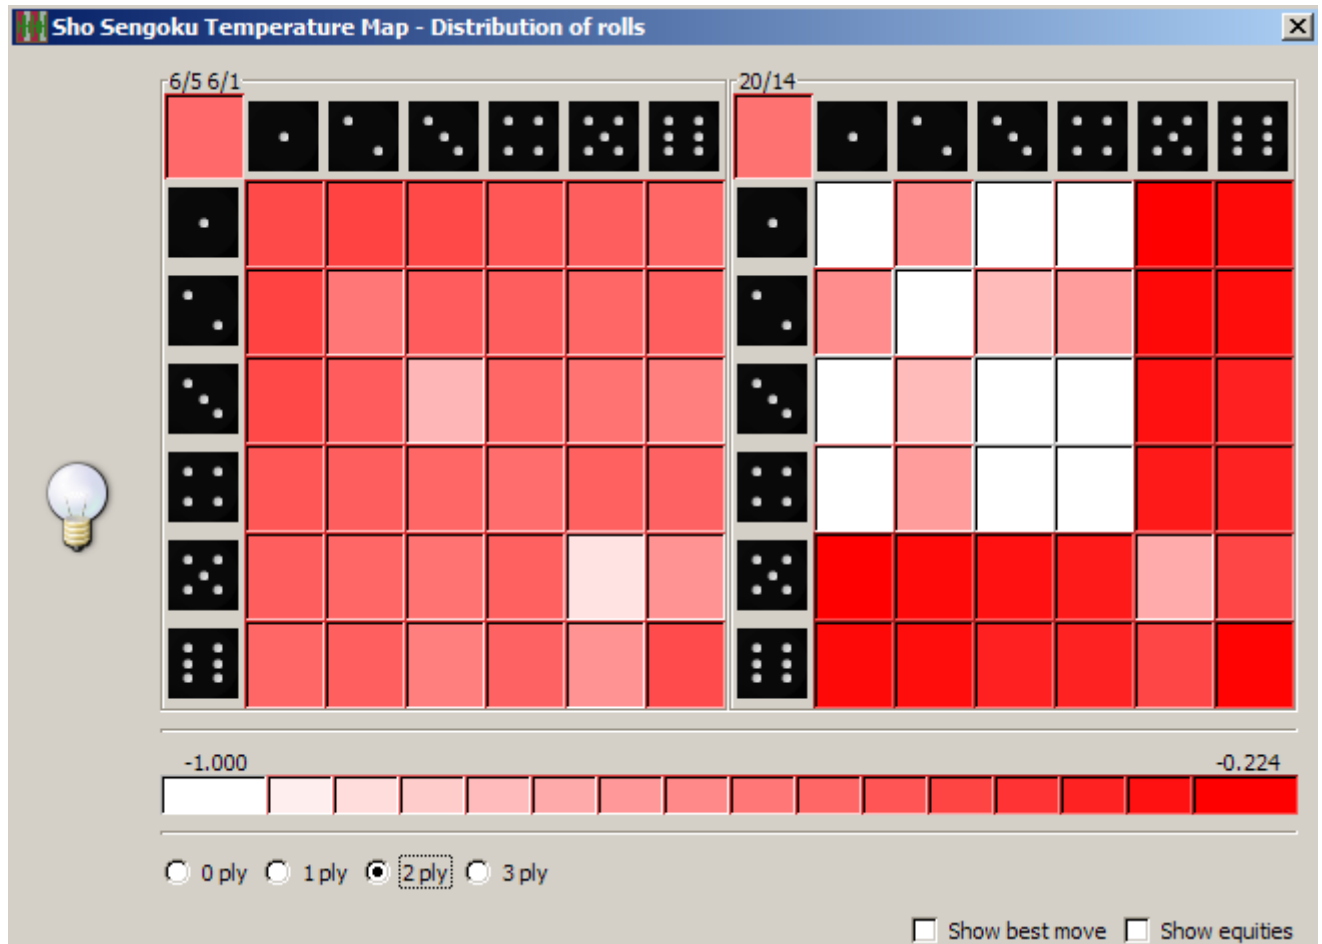 Sho Sengoku Temperature Map - Distribution of rolls
6/5 6/1
20/14
-1.000
-0.224
0 ply
1 ply
2 ply
3 ply
Show best move
Show equities